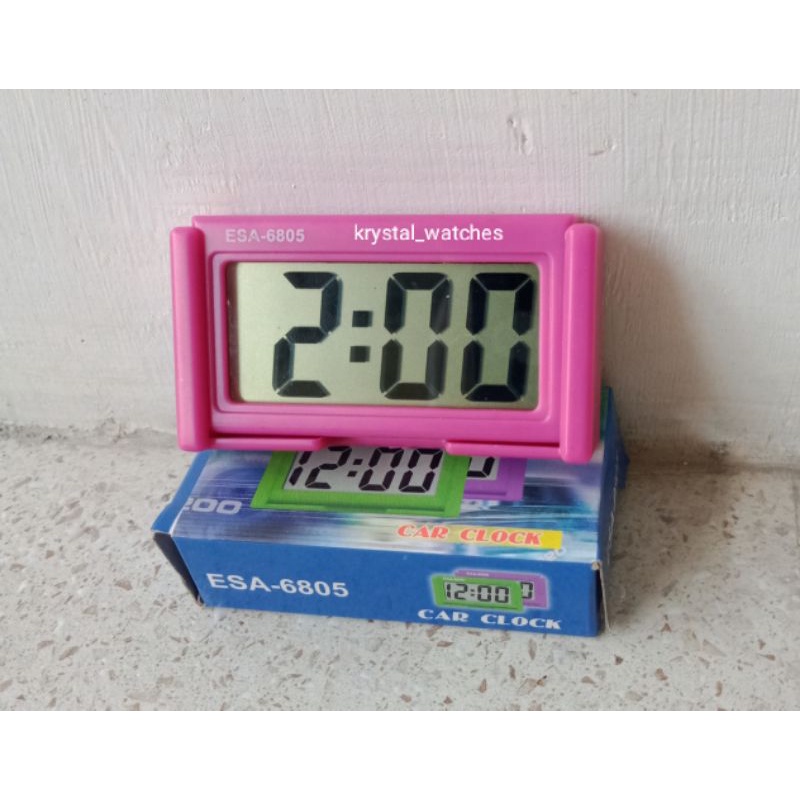 ESA-6805
krystal_watches
2:00
12:00
CAR CLOCK
ESA-6805
12:00
CAR CLOCK